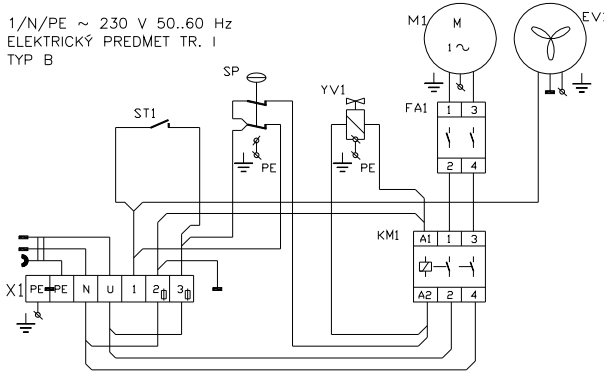 1/N/PE ~ 230 V 50..60 Hz
ELEKTRICKÝ PREDMET TR. I
TYP B
M1
M
1~
EV1
SP
YV1
FA1
1 3
ST1
2 4
PE
PE
KM1
A1 1 3
A2 2 4
X1 PE PE N U 1 2 3